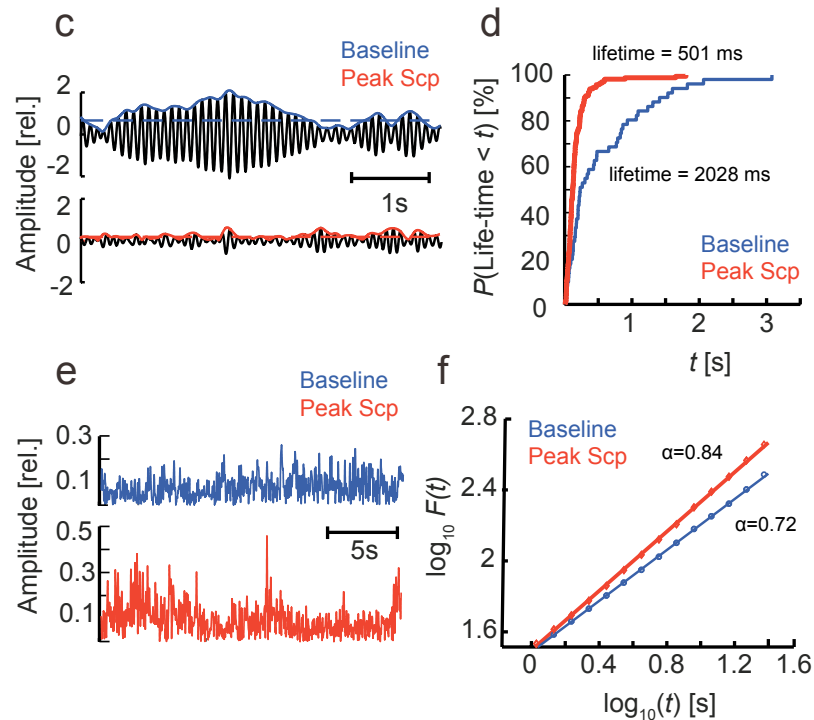 c
Baseline
Peak Scp
Amplitude [rel.]
2
0
-2
1s
2
0
-2
d
lifetime = 501 ms
P(Life-time < t) [%]
100
80
60
40
20
0
lifetime = 2028 ms
Baseline
Peak Scp
1
2
3
t [s]
e
Baseline
Peak Scp
Amplitude [rel.]
0.3
0.1
5s
Amplitude [rel.]
0.5
0.3
0.1
f
Baseline
Peak Scp
α=0.84
α=0.72
log10 F(t)
2.8
2.4
2
1.6
0
0.4
0.8
1.2
1.6
log10(t) [s]